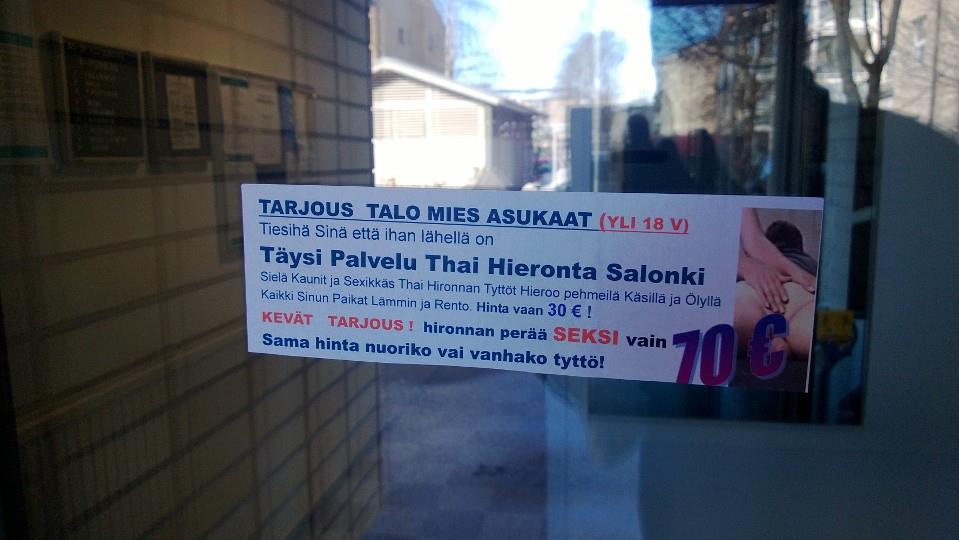 TARJOUS TALO MIES ASUKAAT (YLI 18 V)
Tiesihä Sinä että ihan lähellä on
Täysi Palvelu Thai Hieronta Salonki
Sielä Kaunit ja Sexikkäs Thai Hironnan Tyttöt Hieroo pehmeilä Käsillä ja Ölyllä
Kaikki Sinun Paikat Lämmin ja Rento. Hinta vaan 30 € !
KEVÄT TARJOUS ! hironnan perää SEKSI vain 70 €
Sama hinta nuoriko vai vanhako tyttö!